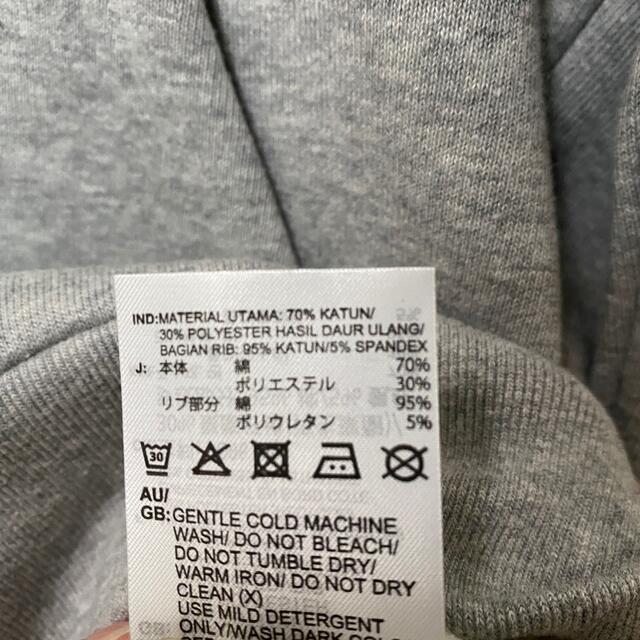 IND:MATERIAL UTAMA: 70% KATUN/
30% POLYESTER HASIL DAUR ULANG/
BAGIAN RIB: 95% KATUN/5% SPANDEX
J: 本体 綿 70%
ポリエステル 30%
リブ部分 綿 95%
ポリウレタン 5%
30
AU/
GB:GENTLE COLD MACHINE
WASH/ DO NOT BLEACH/
DO NOT TUMBLE DRY/
WARM IRON/ DO NOT DRY
CLEAN (X)
USE MILD DETERGENT
ONLY/WASH DARK